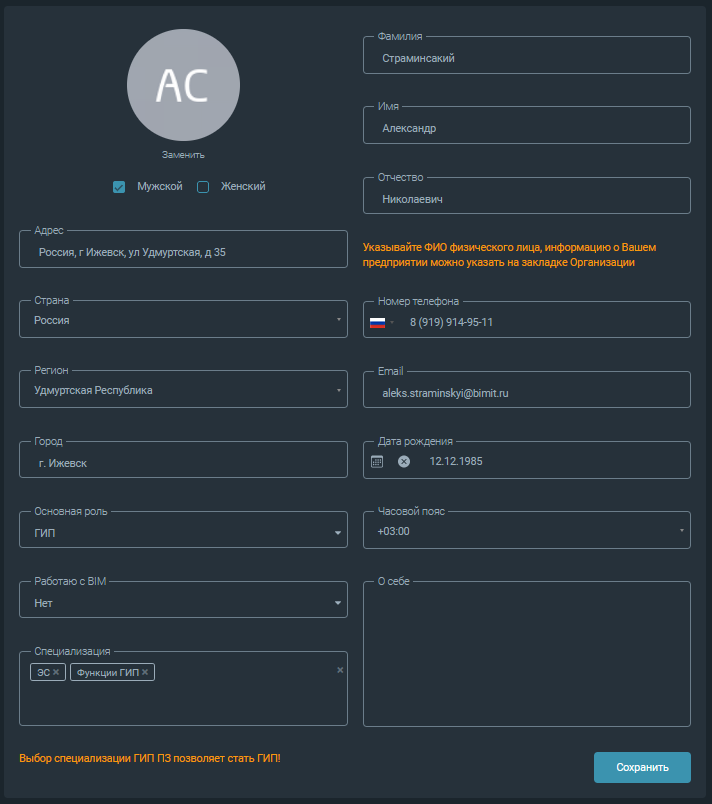 АС
Заменить
Мужской
Женский
Адрес
Россия, г Ижевск, ул Удмуртская, д 35
Страна
Россия
Регион
Удмуртская Республика
Город
г. Ижевск
Основная роль
ГИП
Работаю с BIM
Нет
Специализация
ЭС
Функции ГИП
Выбор специализации ГИП ПЗ позволяет стать ГИП!
Фамилия
Страминсакий
Имя
Александр
Отчество
Николаевич
Указывайте ФИО физического лица, информацию о Вашем
предприятии можно указать на закладке Организации
Номер телефона
8 (919) 914-95-11
Email
aleks.straminskyi@bimit.ru
Дата рождения
12.12.1985
Часовой пояс
+03:00
О себе
Сохранить